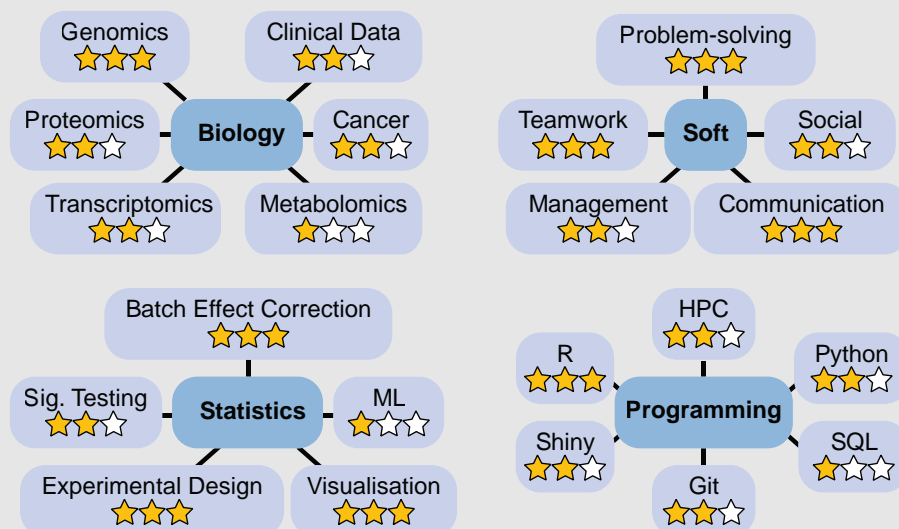 Genomics
Clinical Data
Proteomics
Biology
Cancer
Transcriptomics
Metabolomics
Problem-solving
Teamwork
Soft
Social
Management
Communication
Batch Effect Correction
Sig. Testing
Statistics
ML
Experimental Design
Visualisation
HPC
R
Python
Programming
Shiny
SQL
Git